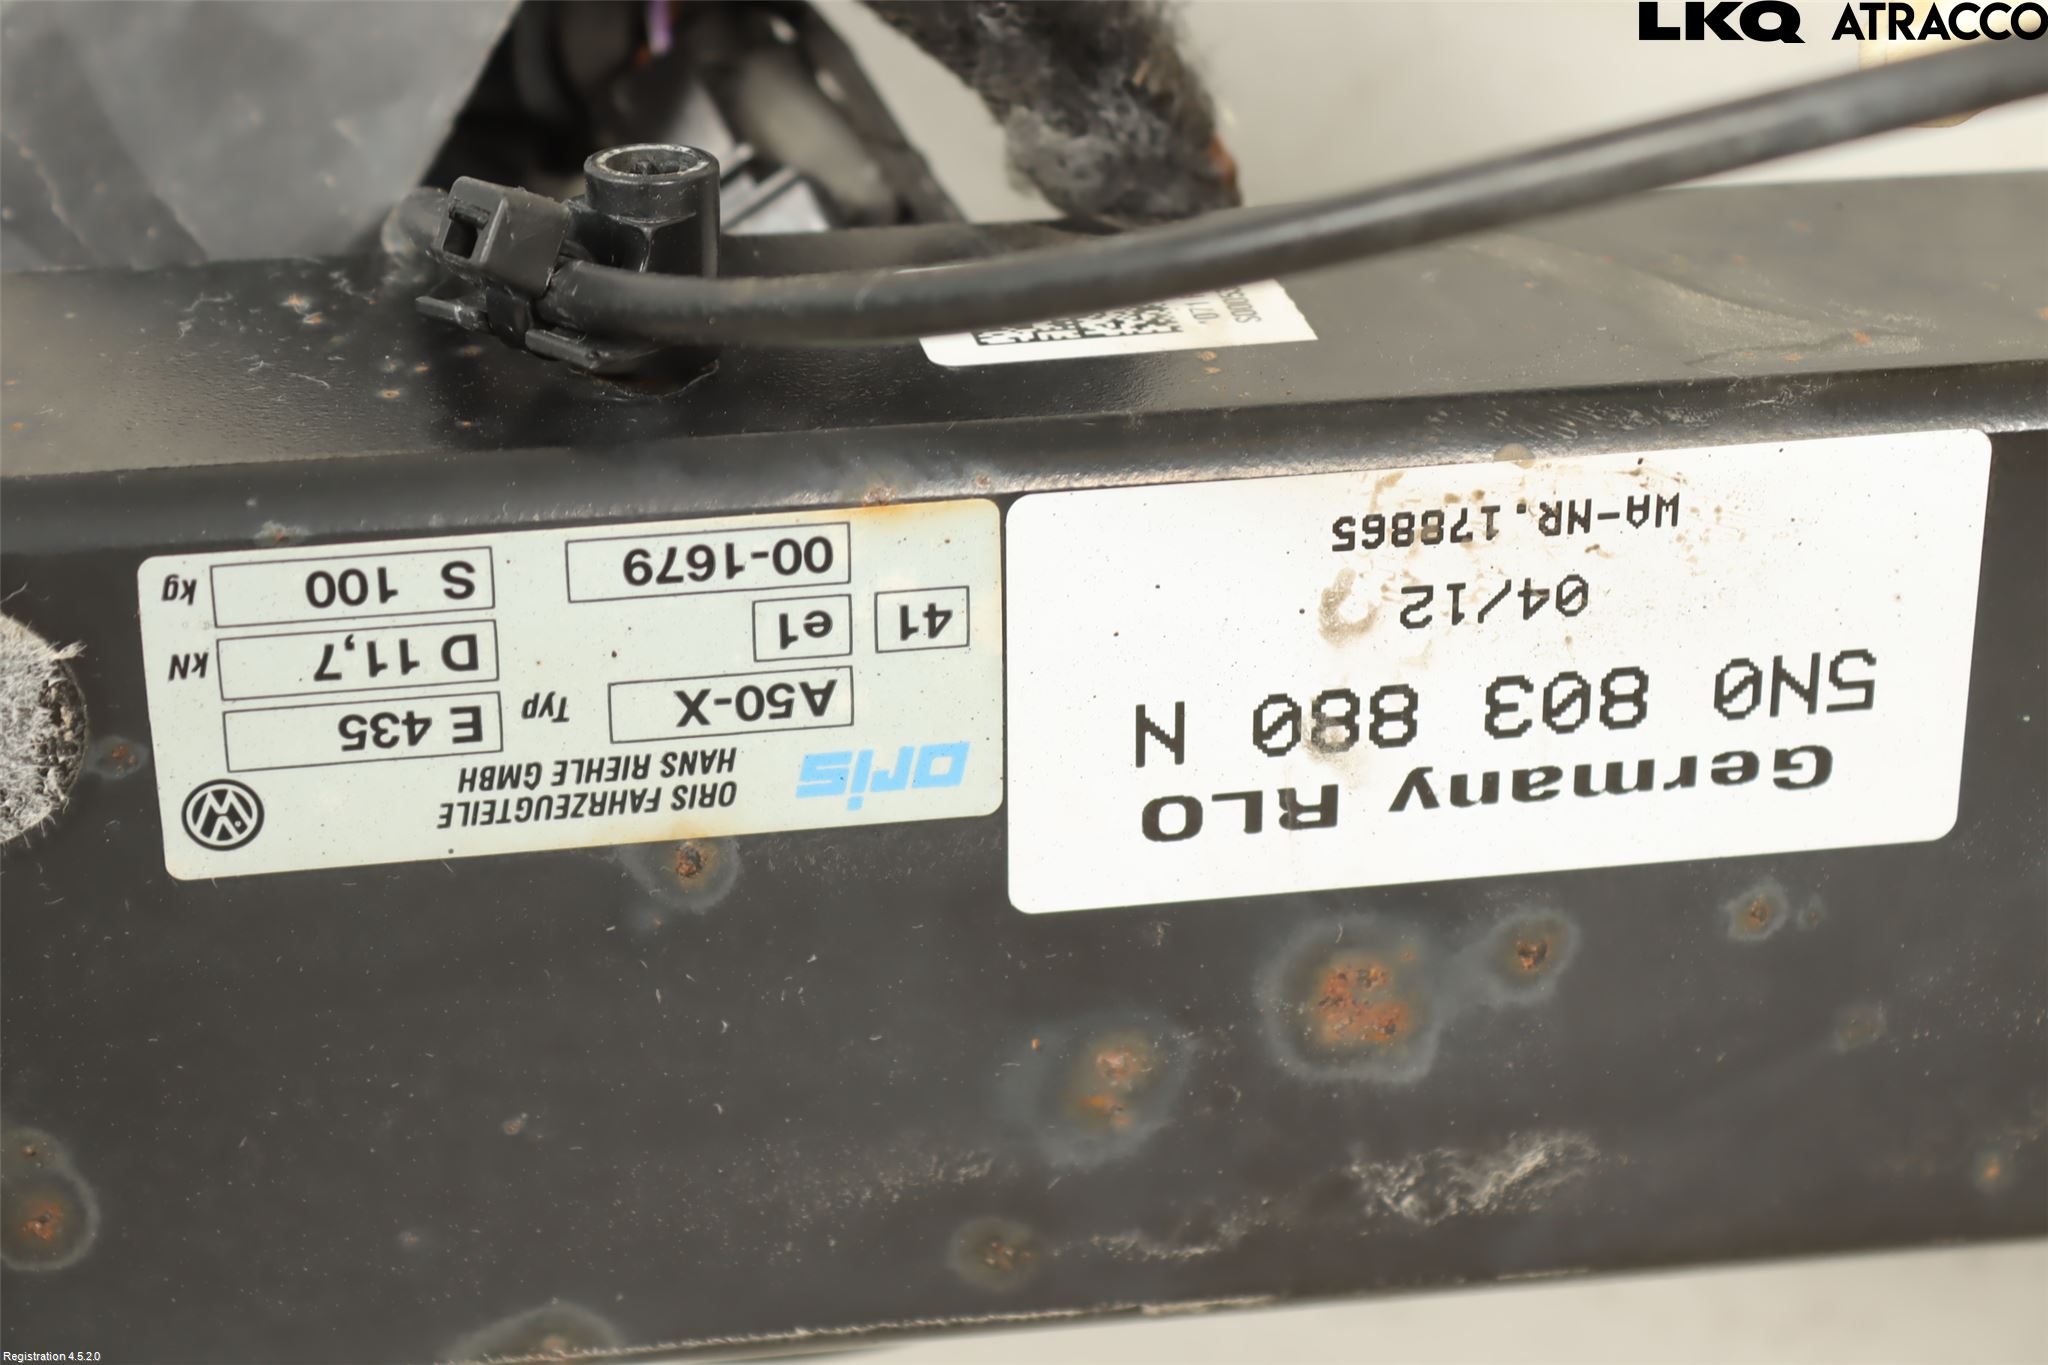 LKQ ATRACCO
Germany RLO
5N0 803 880 N
04/12
WA-NR.178865
oris
ORIS FAHRZEUGTEILE
HANS RIEHLE GMBH
A50-X Typ E 435
41 e1 D 11,7 kN
00-1679 S 100 kg
Registration 4.5.2.0